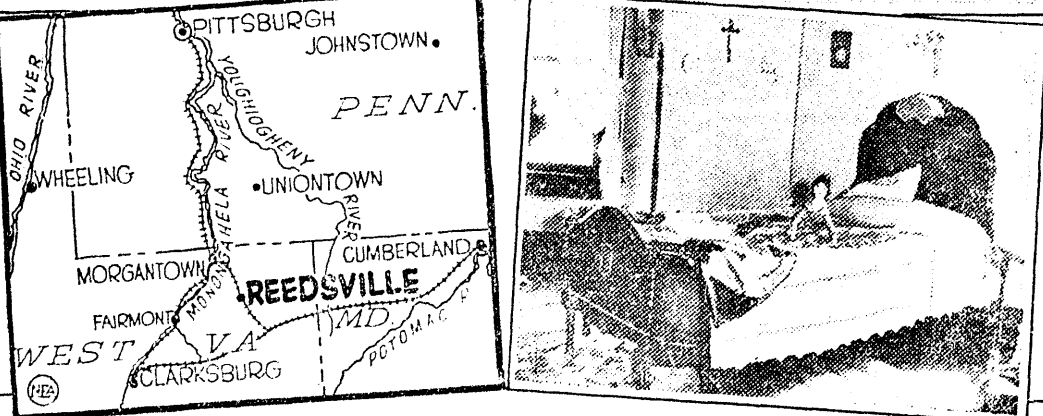 PITTSBURGH
JOHNSTOWN
OHIO RIVER
YOUGHIOGHENY
RIVER
PENN.
MONONGAHELA RIVER
WHEELING
UNIONTOWN
CUMBERLAND
MORGANTOWN
REEDSVILLE
FAIRMONT
MD.
WEST VA
POTOMAC R
CLARKSBURG
NEA